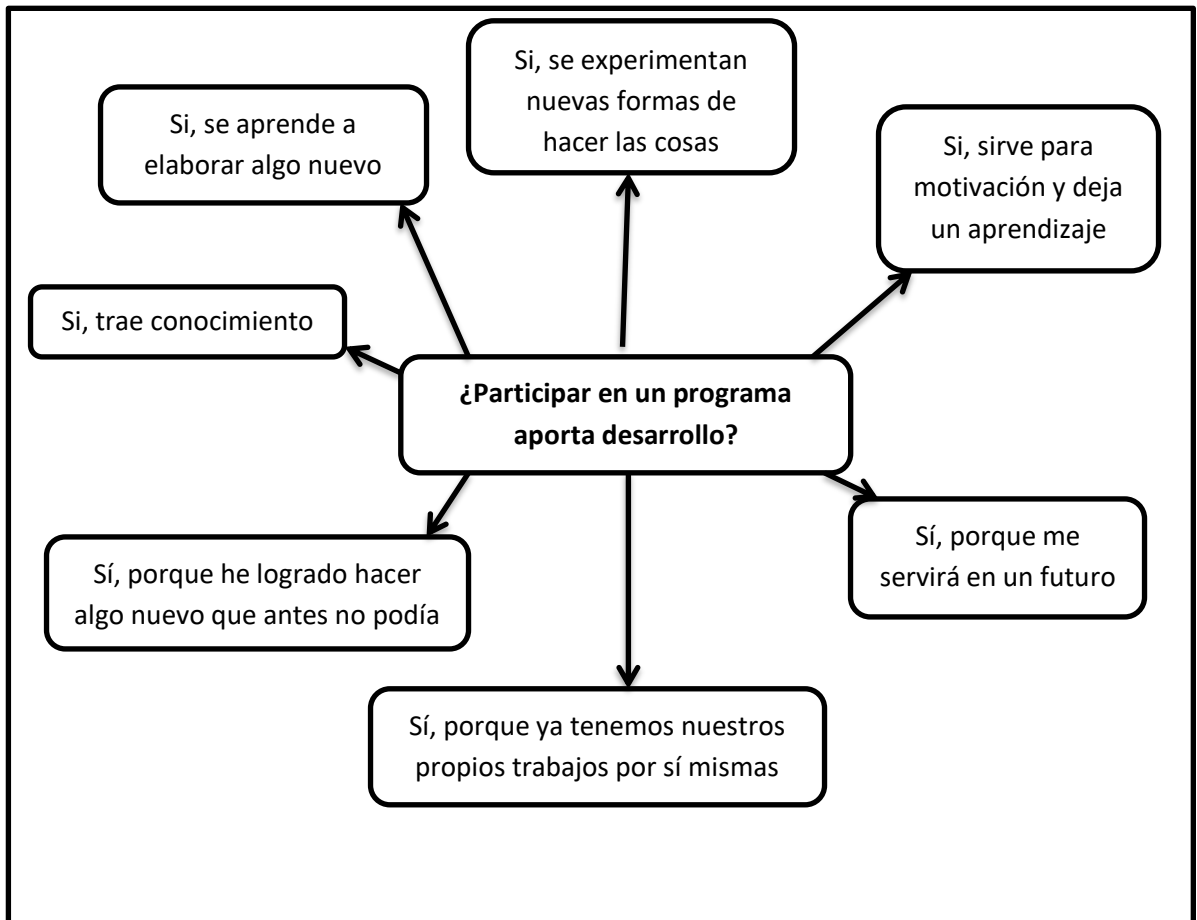 Si, se experimentan
nuevas formas de
hacer las cosas
Si, se aprende a
elaborar algo nuevo
Si, sirve para
motivación y deja
un aprendizaje
Si, trae conocimiento
¿Participar en un programa
aporta desarrollo?
Sí, porque me
servirá en un futuro
Sí, porque he logrado hacer
algo nuevo que antes no podía
Sí, porque ya tenemos nuestros
propios trabajos por sí mismas